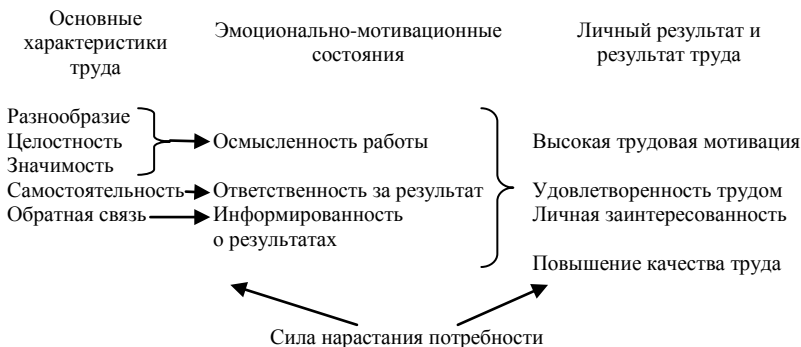 Основные
характеристики
труда
Эмоционально-мотивационные
состояния
Личный результат и
результат труда
Разнообразие
Целостность
Значимость
Самостоятельность
Обратная связь
Осмысленность работы
Ответственность за результат
Информированность
о результатах
Высокая трудовая мотивация
Удовлетворенность трудом
Личная заинтересованность
Повышение качества труда
Сила нарастания потребности